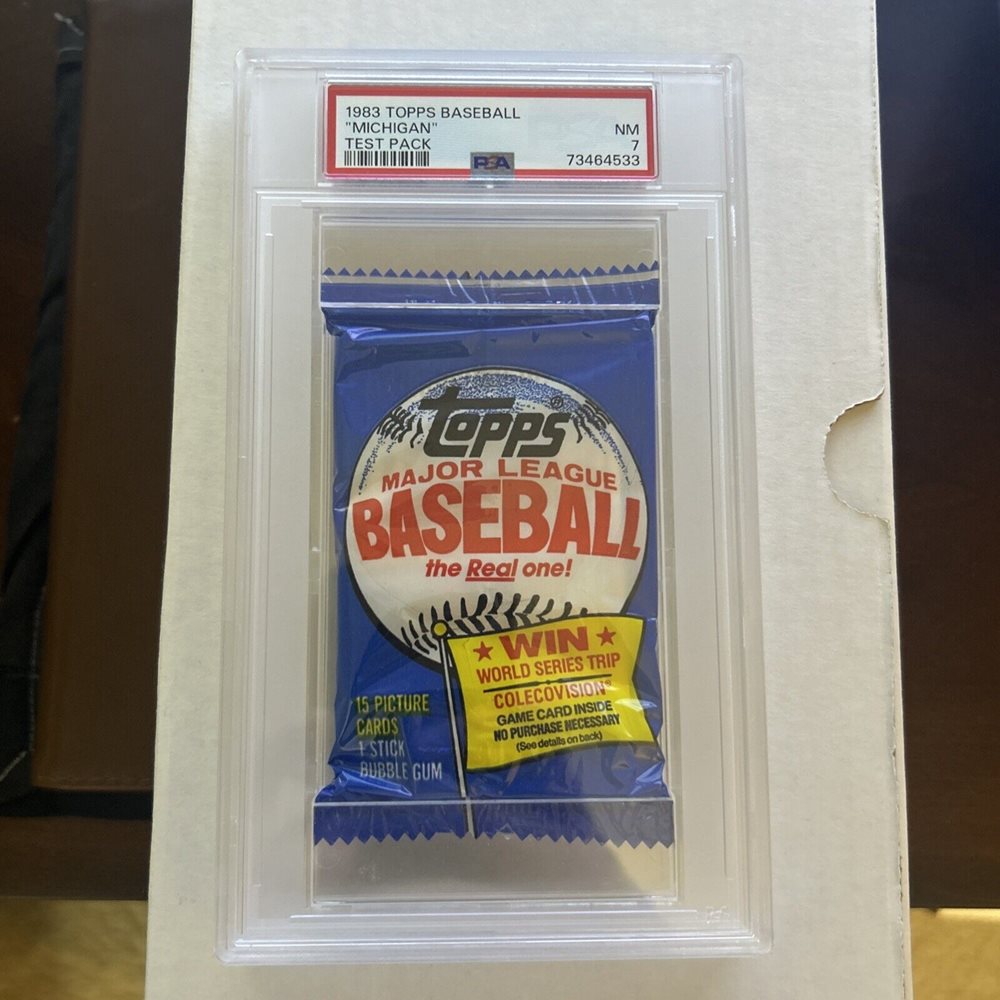 1983 TOPPS BASEBALL
"MICHIGAN" NM
TEST PACK 7
PSA 73464533
Topps®
MAJOR LEAGUE
BASEBALL
the Real one!
★ WIN ★
WORLD SERIES TRIP
COLECOVISION®
GAME CARD INSIDE
NO PURCHASE NECESSARY
(See details on back)
15 PICTURE
CARDS
1 STICK
BUBBLE GUM